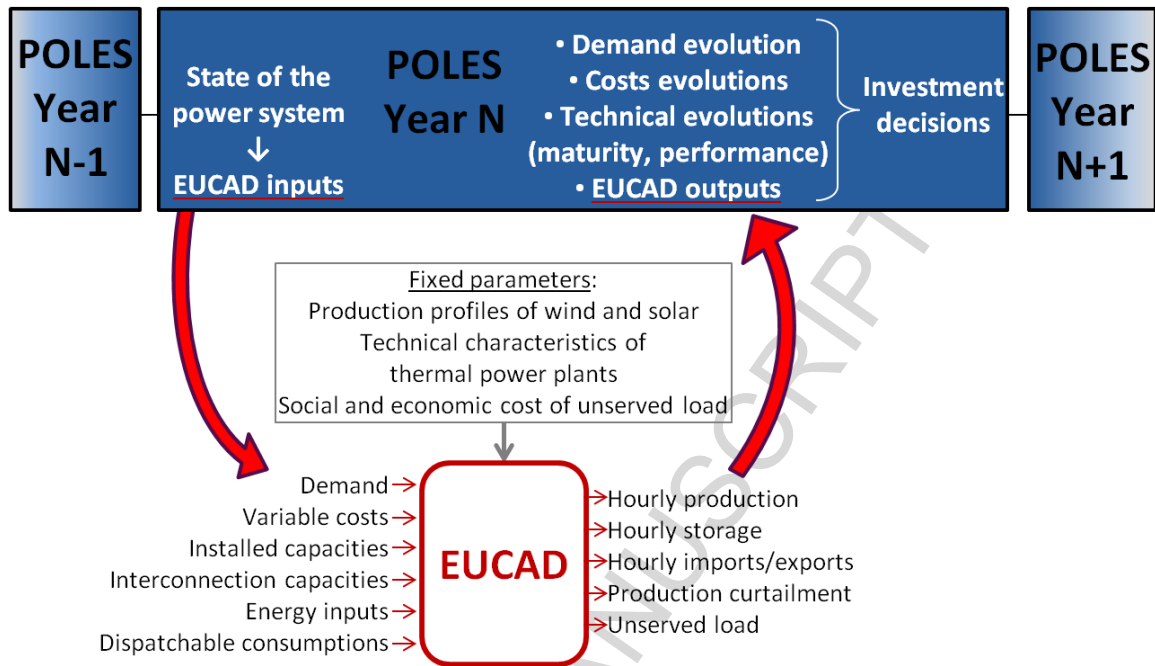 POLES
Year
N-1
State of the
power system
↓
EUCAD inputs
POLES
Year N
• Demand evolution
• Costs evolutions
• Technical evolutions
(maturity, performance)
• EUCAD outputs
Investment
decisions
POLES
Year
N+1
Fixed parameters:
Production profiles of wind and solar
Technical characteristics of
thermal power plants
Social and economic cost of unserved load
Demand
Variable costs
Installed capacities
Interconnection capacities
Energy inputs
Dispatchable consumptions
EUCAD
Hourly production
Hourly storage
Hourly imports/exports
Production curtailment
Unserved load